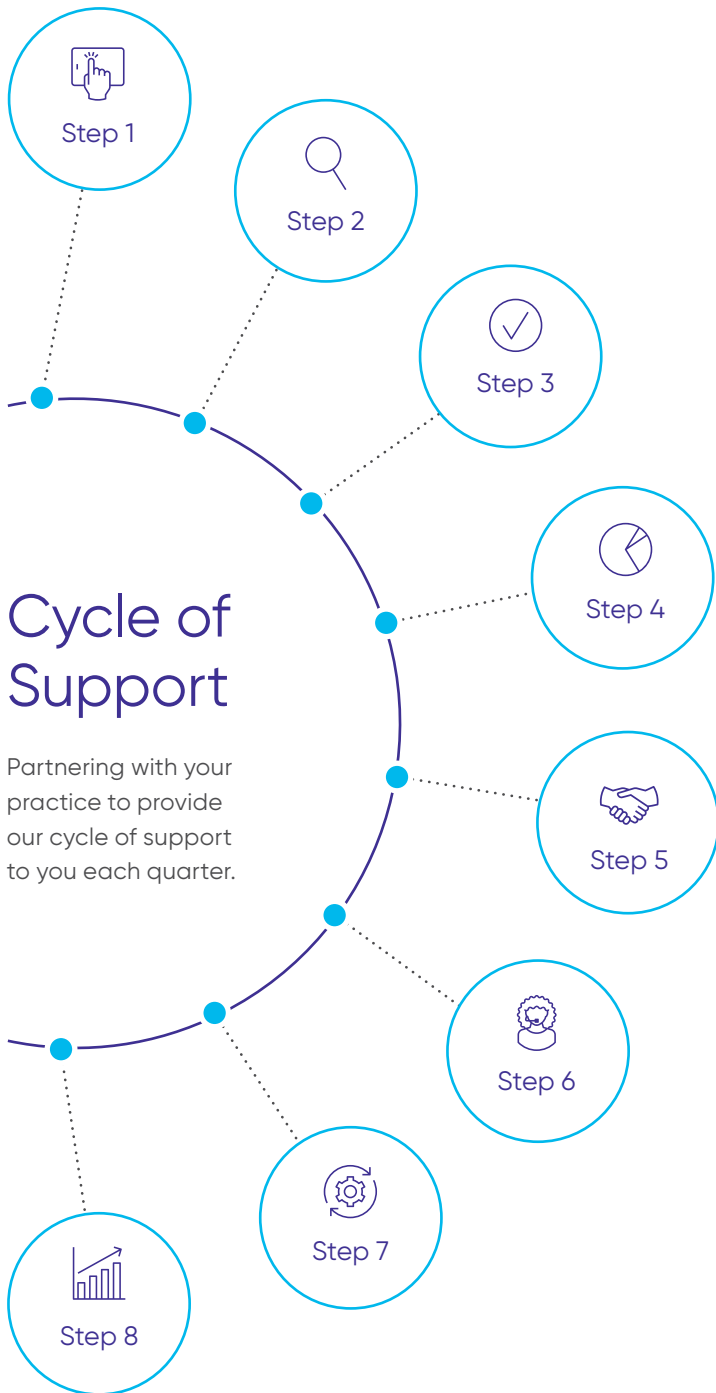 Step 1
Step 2
Step 3
Step 4
Cycle of
Support
Partnering with your
practice to provide
our cycle of support
to you each quarter.
Step 5
Step 6
Step 7
Step 8